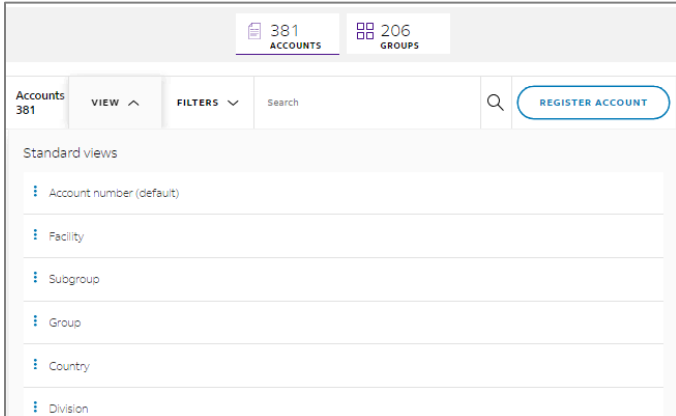 381
ACCOUNTS
206
GROUPS
Accounts
381
VIEW
FILTERS
Search
REGISTER ACCOUNT
Standard views
Account number (default)
Facility
Subgroup
Group
Country
Division